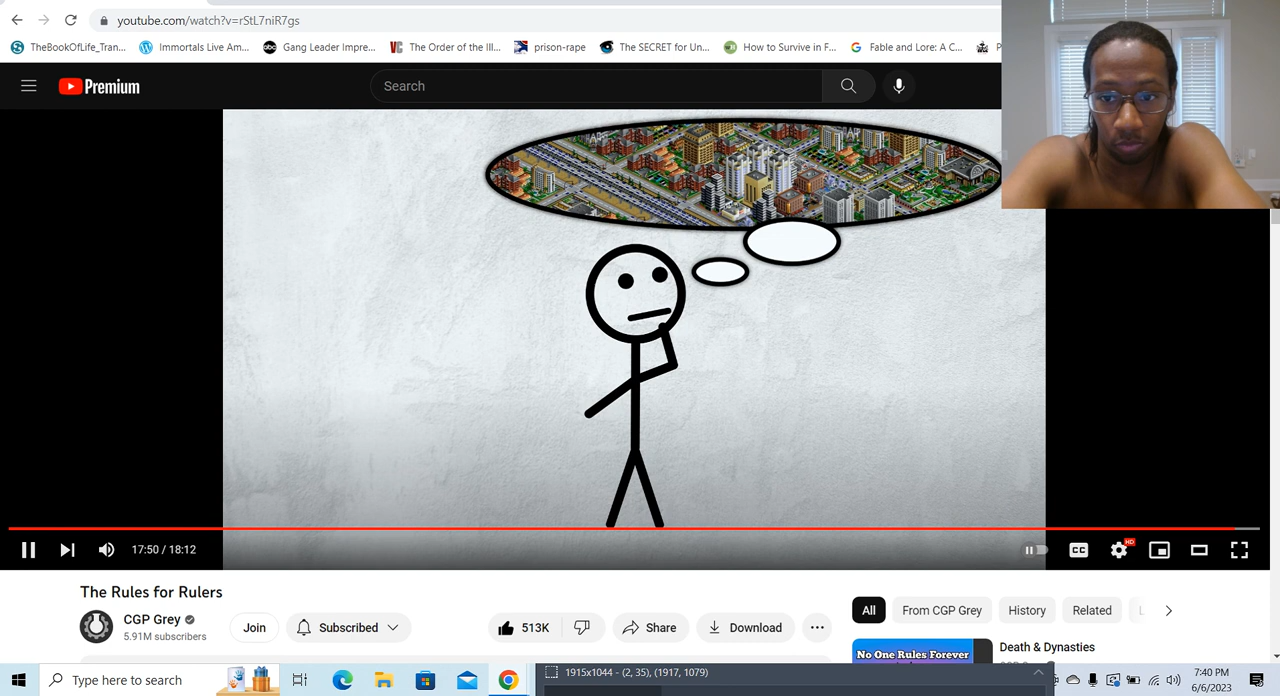 youtube.com/watch?v=rStL7niR7gs
TheBookOfLife_Tran... Immortals Live Am... Gang Leader Impre... The Order of the Ill... prison-rape The SECRET for Un... How to Survive in F... Fable and Lore: A C... P
Premium
Search
17:50 / 18:12
CC
HD
The Rules for Rulers
CGP Grey
5.91M subscribers
Join
Subscribed
513K
Share
Download
All
From CGP Grey
History
Related
No One Rules Forever
Death & Dynasties
Type here to search
1915x1044 - (2, 35), (1917, 1079)
7:40 PM
6/6/2023